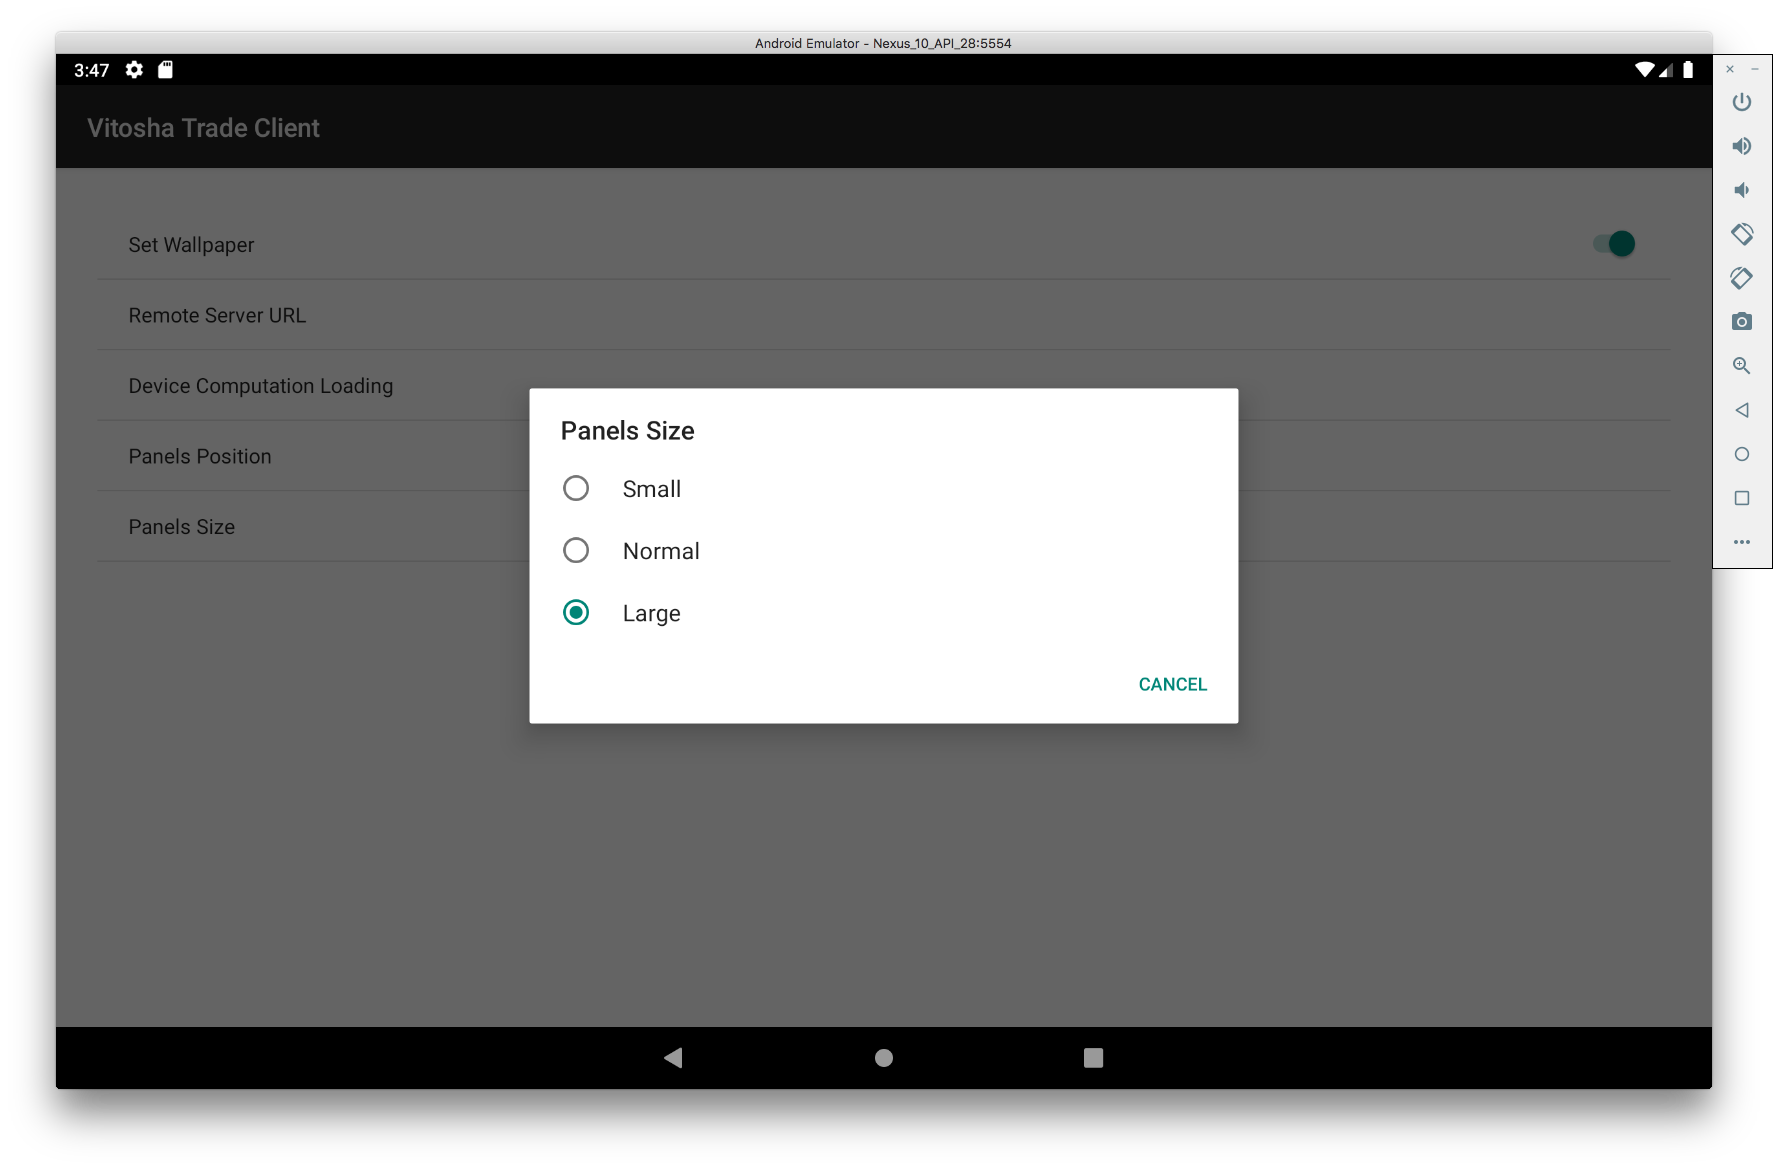 Android Emulator - Nexus_10_API_28:5554
3:47
Vitosha Trade Client
Set Wallpaper
Remote Server URL
Device Computation Loading
Panels Position
Panels Size
Panels Size
Small
Normal
Large
CANCEL